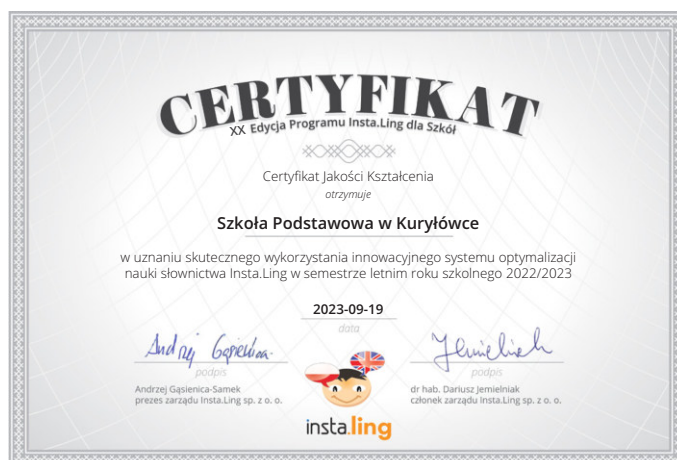 CERTYFIKAT
XX Edycja Programu Insta.Ling dla Szkół
Certyfikat Jakości Kształcenia
otrzymuje
Szkoła Podstawowa w Kuryłówce
w uznaniu skutecznego wykorzystania innowacyjnego systemu optymalizacji
nauki słownictwa Insta.Ling w semestrze letnim roku szkolnego 2022/2023
2023-09-19
data
podpis
Andrzej Gąsienica-Samek
prezes zarządu Insta.Ling sp. z o. o.
podpis
dr hab. Dariusz Jemielniak
członek zarządu Insta.Ling sp. z o. o.
insta.ling